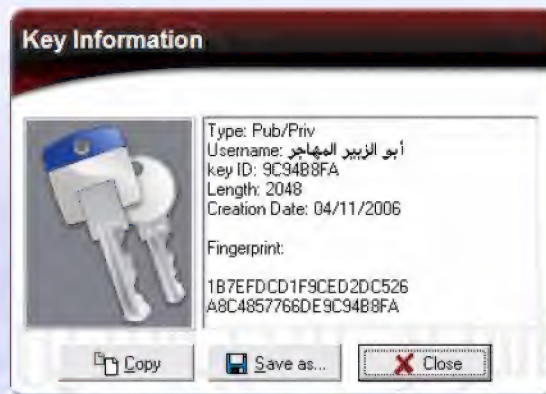 Key Information
Type: Pub/Priv
Username: أبو الزبير المهاجر
key ID: 9C94B8FA
Length: 2048
Creation Date: 04/11/2006
Fingerprint:
1B7EFDCD1F9CED2DC526
A8C4857766DE9C94B8FA
Copy
Save as...
Close